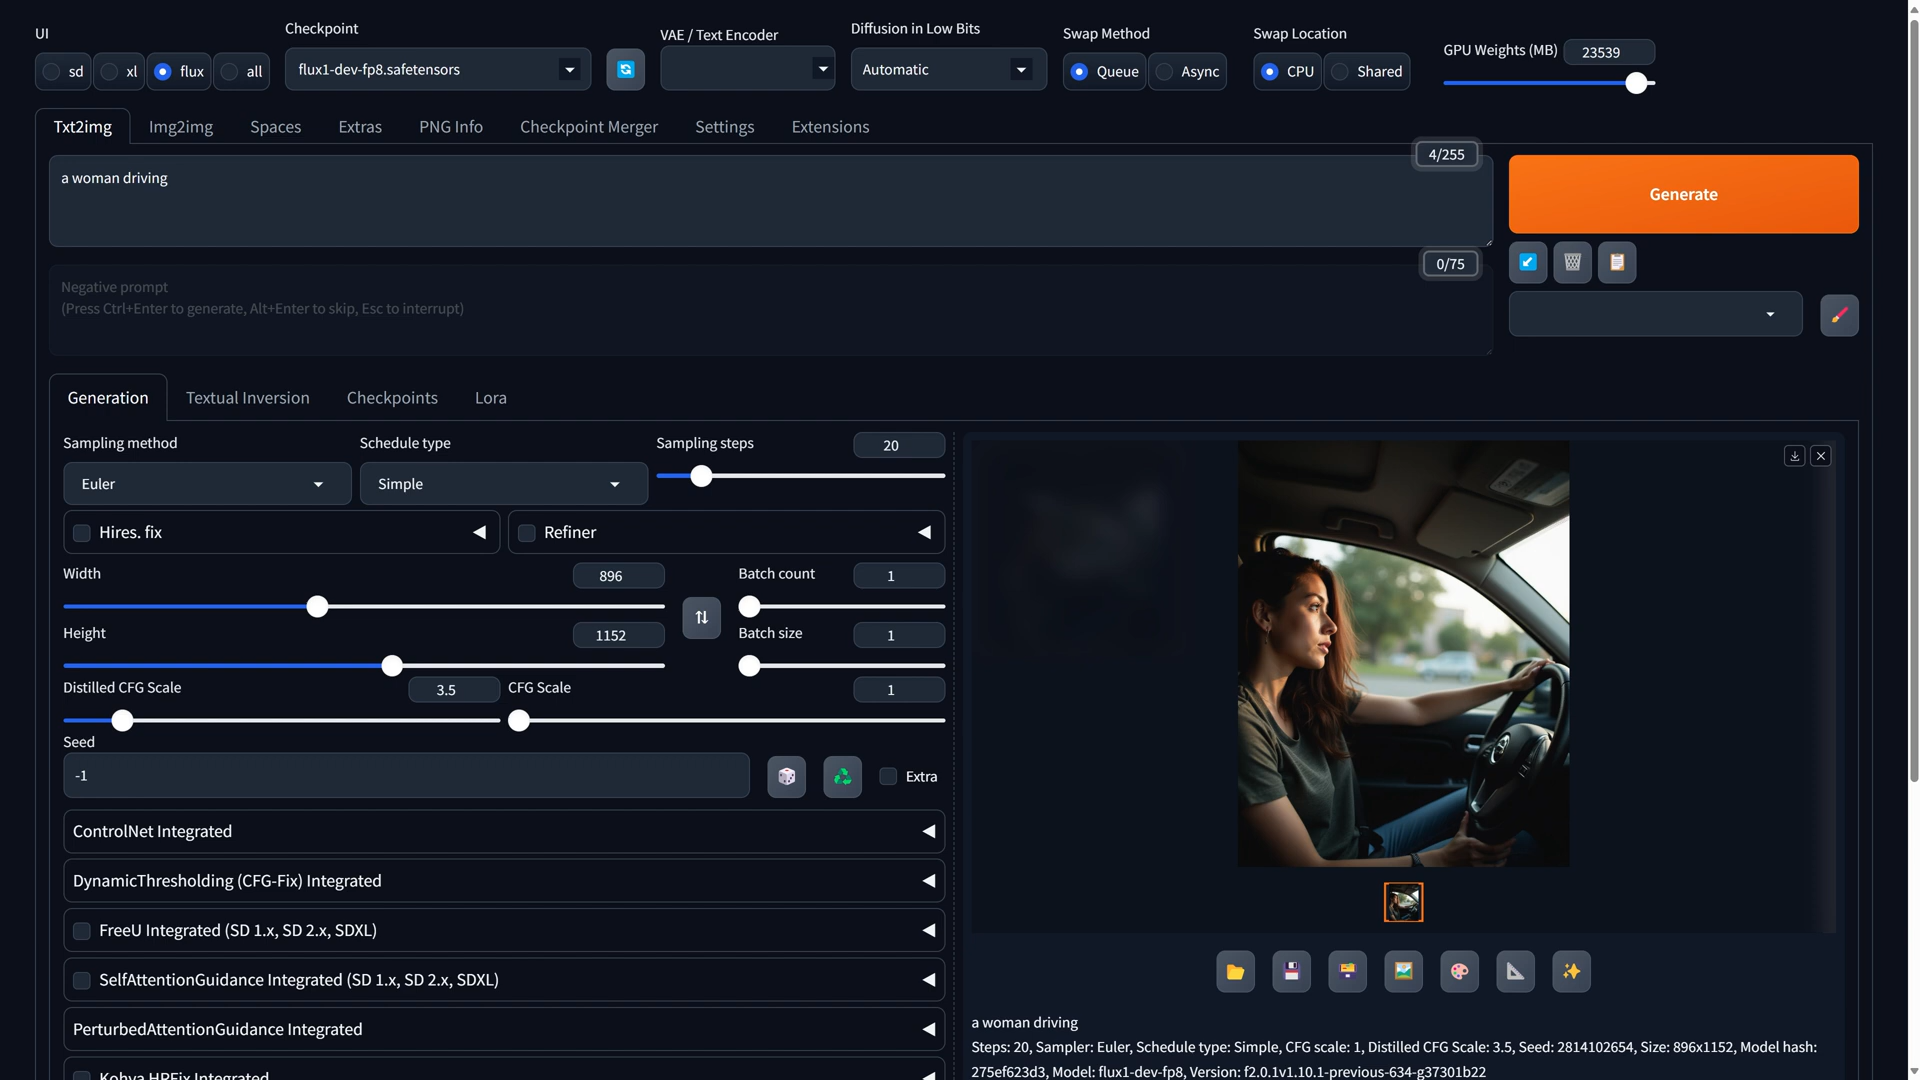 UI
sd
xl
flux
all
Checkpoint
flux1-dev-fp8.safetensors
VAE / Text Encoder
Diffusion in Low Bits
Automatic
Swap Method
Queue
Async
Swap Location
CPU
Shared
GPU Weights (MB)
23539
Txt2img
Img2img
Spaces
Extras
PNG Info
Checkpoint Merger
Settings
Extensions
4/255
a woman driving
Generate
0/75
Negative prompt
(Press Ctrl+Enter to generate, Alt+Enter to skip, Esc to interrupt)
Generation
Textual Inversion
Checkpoints
Lora
Sampling method
Euler
Schedule type
Simple
Sampling steps
20
Hires. fix
Refiner
Width
896
Batch count
1
Height
1152
Batch size
1
Distilled CFG Scale
3.5
CFG Scale
1
Seed
-1
Extra
ControlNet Integrated
DynamicThresholding (CFG-Fix) Integrated
FreeU Integrated (SD 1.x, SD 2.x, SDXL)
SelfAttentionGuidance Integrated (SD 1.x, SD 2.x, SDXL)
PerturbedAttentionGuidance Integrated
Kohya HRFix Integrated
a woman driving
Steps: 20, Sampler: Euler, Schedule type: Simple, CFG scale: 1, Distilled CFG Scale: 3.5, Seed: 2814102654, Size: 896x1152, Model hash:
275ef623d3, Model: flux1-dev-fp8, Version: f2.0.1v1.10.1-previous-634-g37301b22